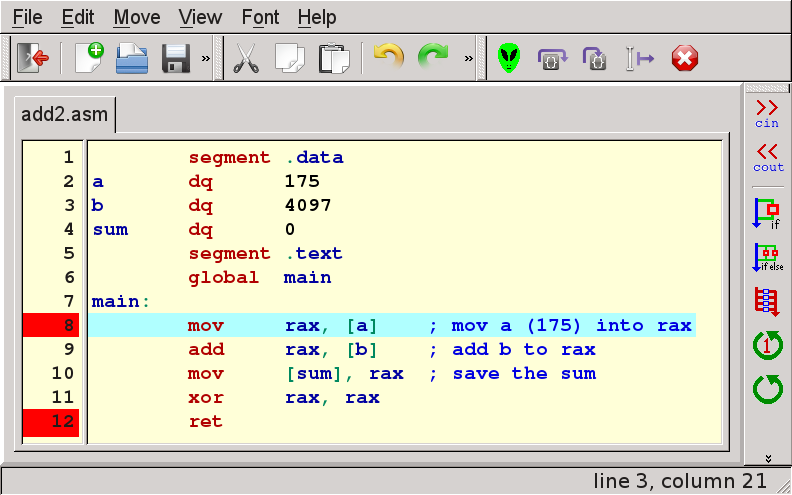 File Edit Move View Font Help
» » 
add2.asm
1 segment .data
2 a dq 175
3 b dq 4097
4 sum dq 0
5 segment .text
6 global main
7 main:
8 mov rax, [a] ; mov a (175) into rax
9 add rax, [b] ; add b to rax
10 mov [sum], rax ; save the sum
11 xor rax, rax
12 ret
>>
cin
<<
cout
if
if else
1
line 3, column 21